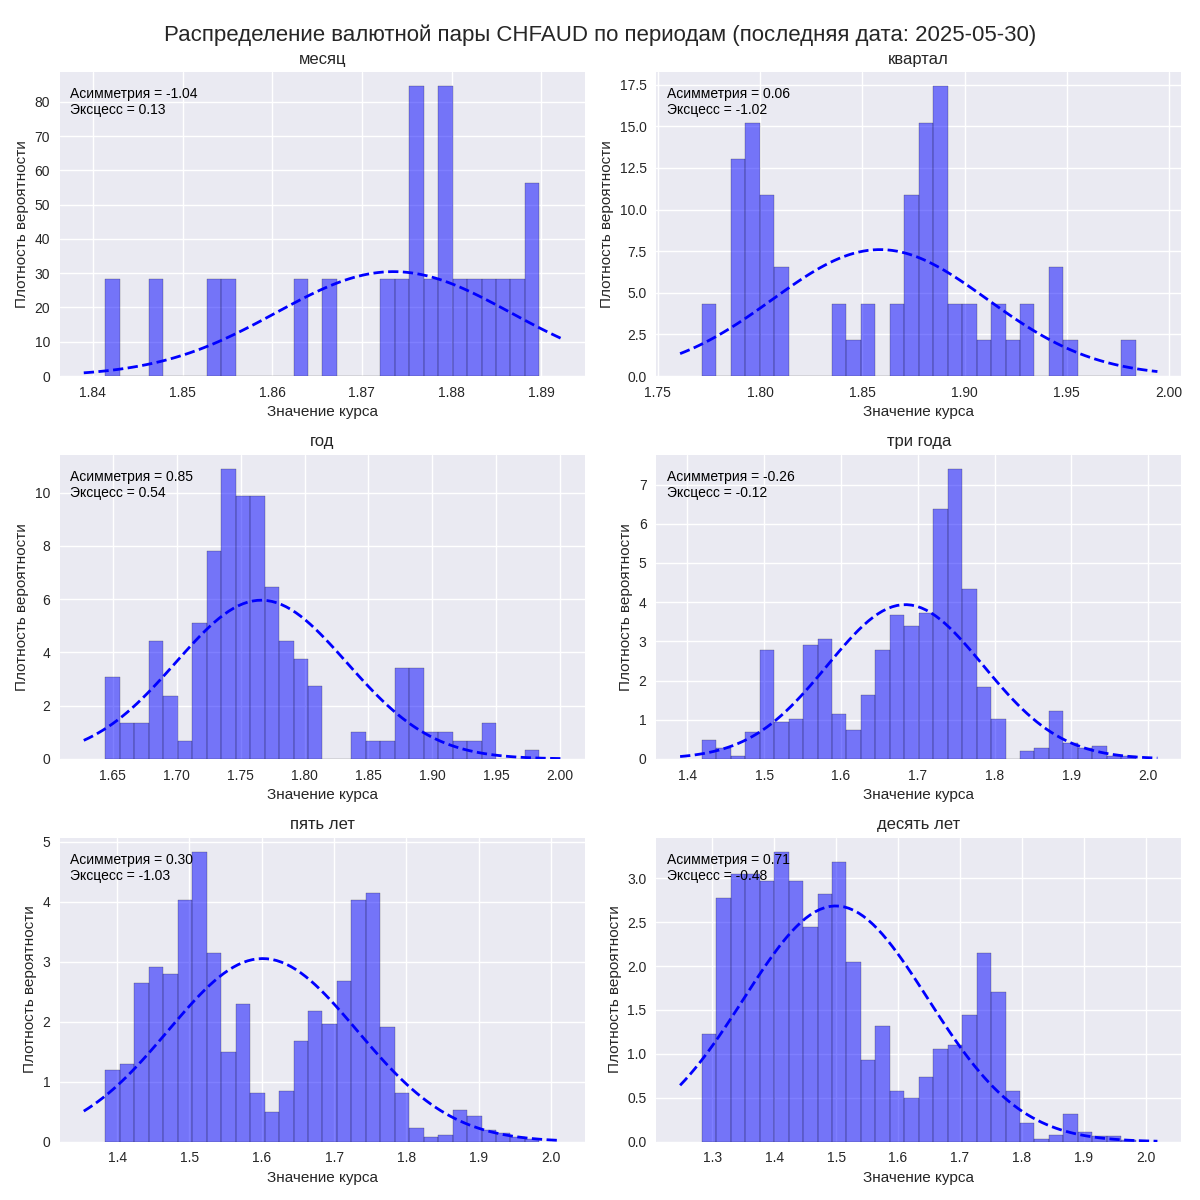 Распределение валютной пары CHFAUD по периодам (последняя дата: 2025-05-30)
месяц
Асимметрия = -1.04
Эксцесс = 0.13
Плотность вероятности
80
70
60
50
40
30
20
10
0
1.84 1.85 1.86 1.87 1.88 1.89
Значение курса
квартал
Асимметрия = 0.06
Эксцесс = -1.02
Плотность вероятности
17.5
15.0
12.5
10.0
7.5
5.0
2.5
0.0
1.75 1.80 1.85 1.90 1.95 2.00
Значение курса
год
Асимметрия = 0.85
Эксцесс = 0.54
Плотность вероятности
10
8
6
4
2
0
1.65 1.70 1.75 1.80 1.85 1.90 1.95 2.00
Значение курса
три года
Асимметрия = -0.26
Эксцесс = -0.12
Плотность вероятности
7
6
5
4
3
2
1
0
1.4 1.5 1.6 1.7 1.8 1.9 2.0
Значение курса
пять лет
Асимметрия = 0.30
Эксцесс = -1.03
Плотность вероятности
5
4
3
2
1
0
1.4 1.5 1.6 1.7 1.8 1.9 2.0
Значение курса
десять лет
Асимметрия = 0.71
Эксцесс = -0.48
Плотность вероятности
3.0
2.5
2.0
1.5
1.0
0.5
0.0
1.3 1.4 1.5 1.6 1.7 1.8 1.9 2.0
Значение курса